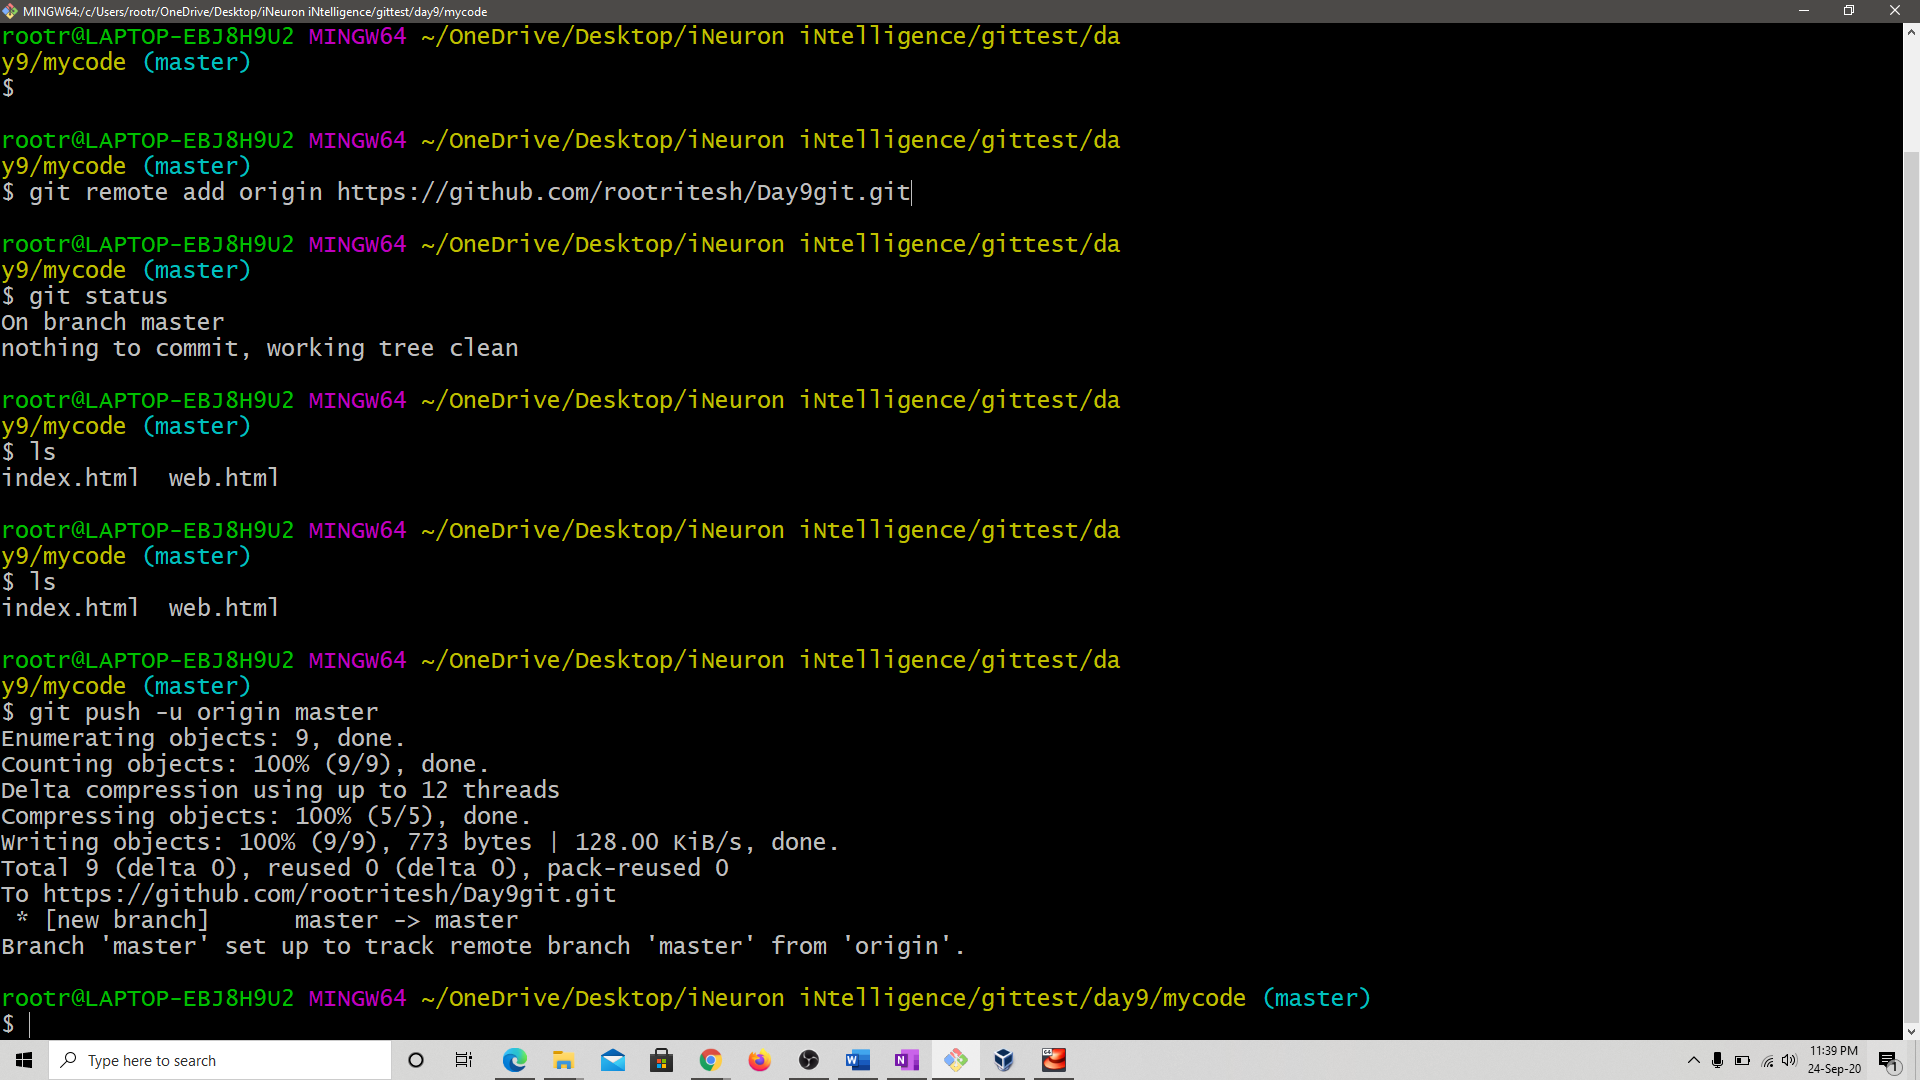 MINGW64:/c/Users/rootr/OneDrive/Desktop/iNeuron iNtelligence/gittest/day9/mycode
rootr@LAPTOP-EBJ8H9U2 MINGW64 ~/OneDrive/Desktop/iNeuron iNtelligence/gittest/da
y9/mycode (master)
$
rootr@LAPTOP-EBJ8H9U2 MINGW64 ~/OneDrive/Desktop/iNeuron iNtelligence/gittest/da
y9/mycode (master)
$ git remote add origin https://github.com/rootritesh/Day9git.git
rootr@LAPTOP-EBJ8H9U2 MINGW64 ~/OneDrive/Desktop/iNeuron iNtelligence/gittest/da
y9/mycode (master)
$ git status
On branch master
nothing to commit, working tree clean
rootr@LAPTOP-EBJ8H9U2 MINGW64 ~/OneDrive/Desktop/iNeuron iNtelligence/gittest/da
y9/mycode (master)
$ ls
index.html  web.html
rootr@LAPTOP-EBJ8H9U2 MINGW64 ~/OneDrive/Desktop/iNeuron iNtelligence/gittest/da
y9/mycode (master)
$ ls
index.html  web.html
rootr@LAPTOP-EBJ8H9U2 MINGW64 ~/OneDrive/Desktop/iNeuron iNtelligence/gittest/da
y9/mycode (master)
$ git push -u origin master
Enumerating objects: 9, done.
Counting objects: 100% (9/9), done.
Delta compression using up to 12 threads
Compressing objects: 100% (5/5), done.
Writing objects: 100% (9/9), 773 bytes | 128.00 KiB/s, done.
Total 9 (delta 0), reused 0 (delta 0), pack-reused 0
To https://github.com/rootritesh/Day9git.git
 * [new branch]      master -> master
Branch 'master' set up to track remote branch 'master' from 'origin'.
rootr@LAPTOP-EBJ8H9U2 MINGW64 ~/OneDrive/Desktop/iNeuron iNtelligence/gittest/day9/mycode (master)
$
Type here to search
11:39 PM
24-Sep-20
1